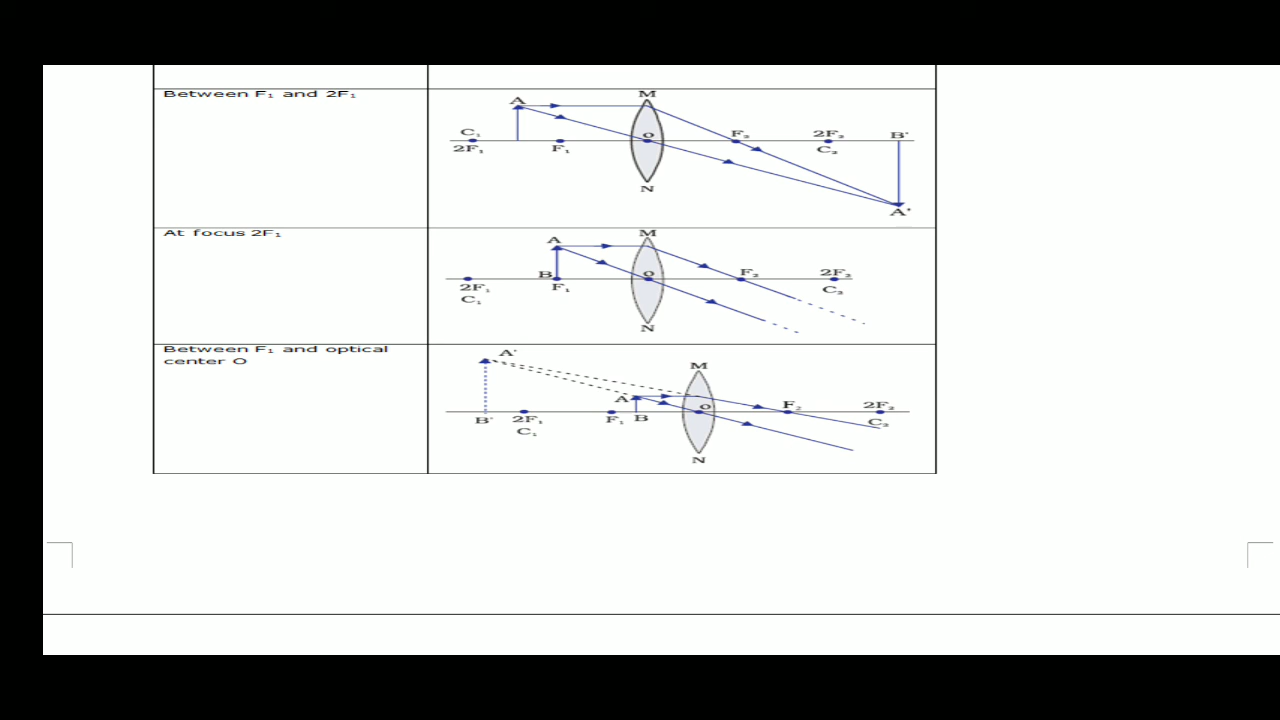 Between F₁ and 2F₁
A M
C₁ O F₂ 2F₂ B'
2F₁ F₁ C₂
N
A'
At focus 2F₁
A M
B O F₂ 2F₂
2F₁ F₁ C₂
C₁
N
Between F₁ and optical
center O
A'
M
A O F₂ 2F₂
B' 2F₁ F₁ B C₂
C₁
N